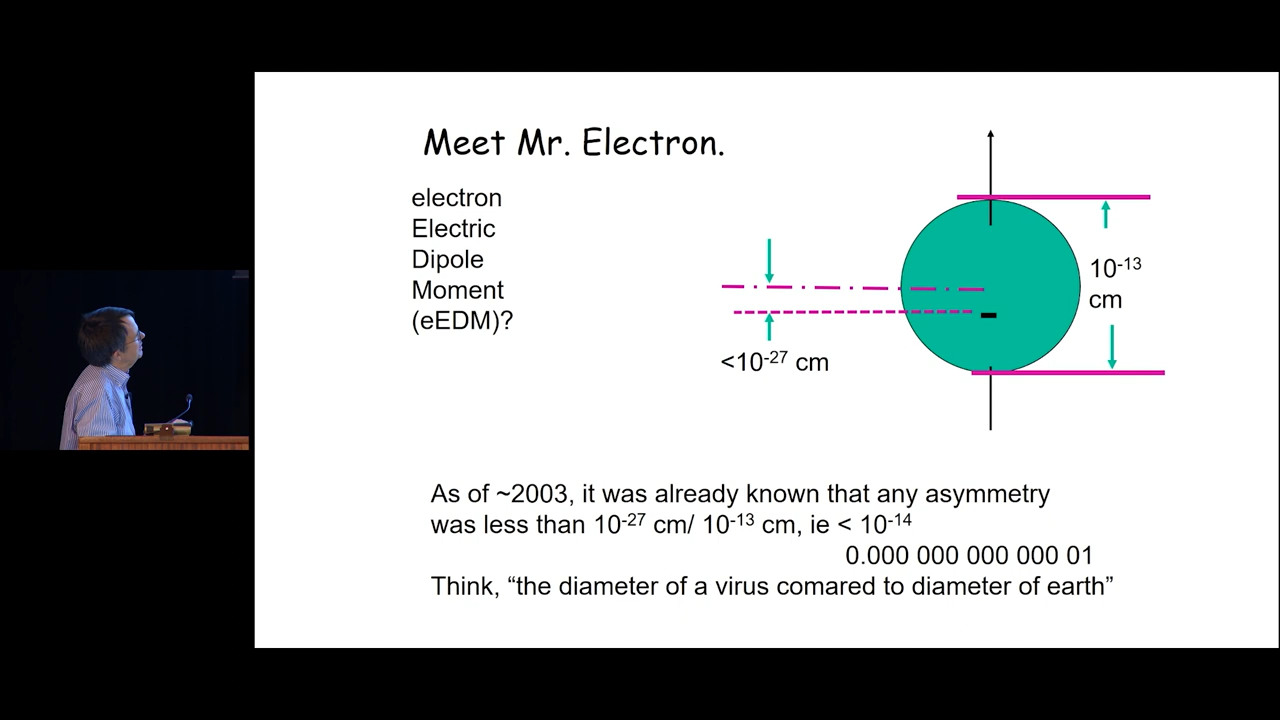 Meet Mr. Electron.
electron
Electric
Dipole
Moment
(eEDM)?
10⁻¹³
cm
<10⁻²⁷ cm
As of ~2003, it was already known that any asymmetry
was less than 10⁻²⁷ cm/ 10⁻¹³ cm, ie < 10⁻¹⁴
0.000 000 000 000 01
Think, “the diameter of a virus comared to diameter of earth”